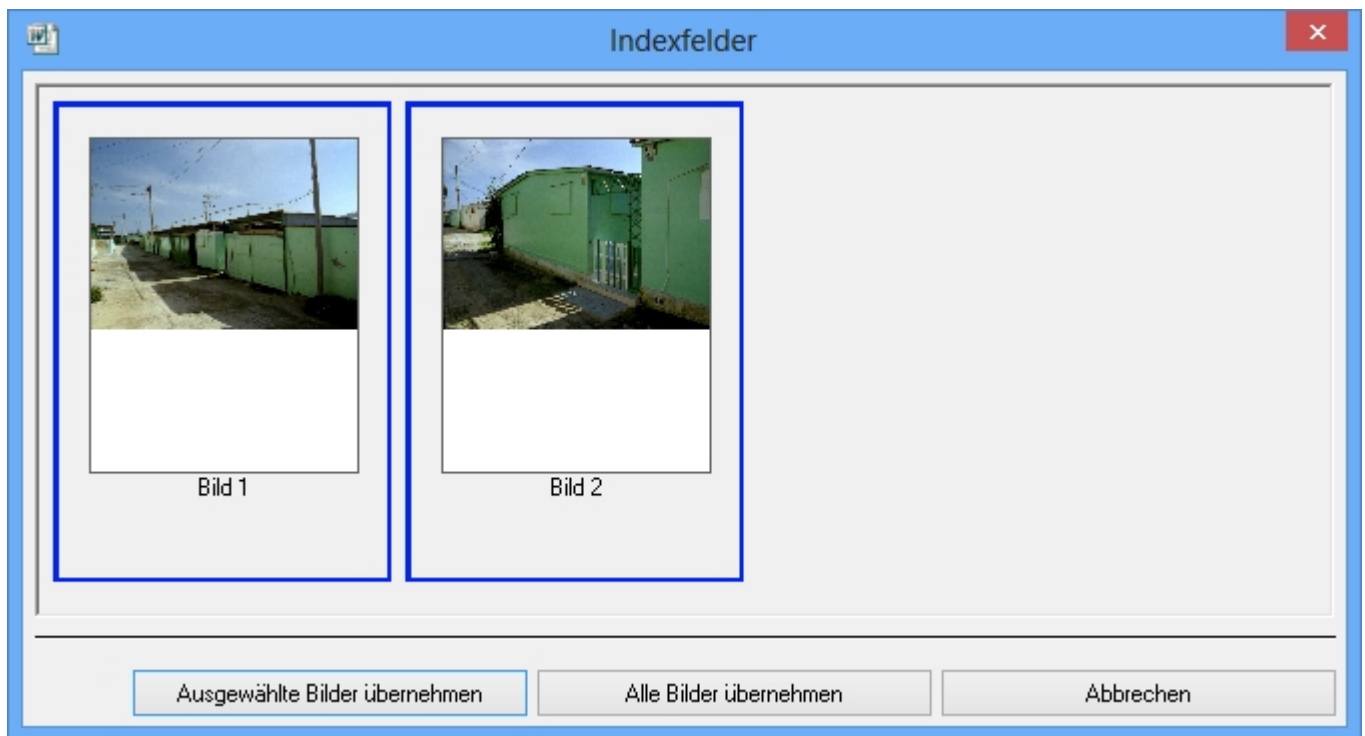 Indexfelder
Bild 1
Bild 2
Ausgewählte Bilder übernehmen
Alle Bilder übernehmen
Abbrechen